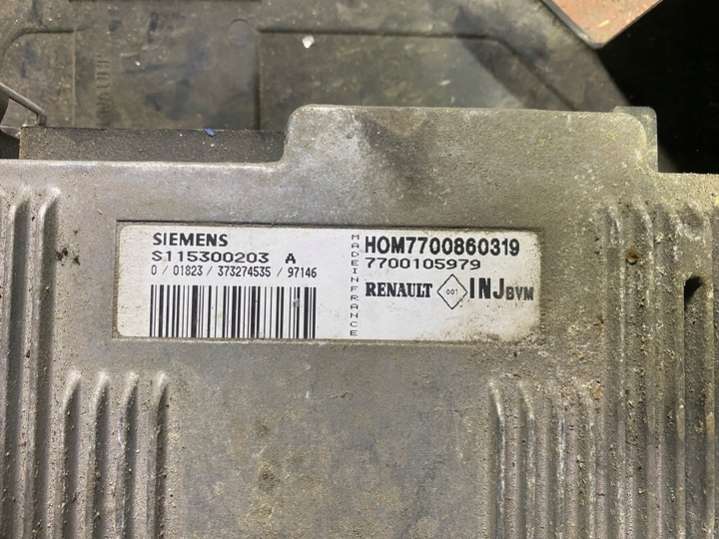 SIEMENS
S115300203 A
0 / 01823 / 373274535 / 97146
MADE IN FRANCE
HOM7700860319
7700105979
RENAULT 001 INJ BVM